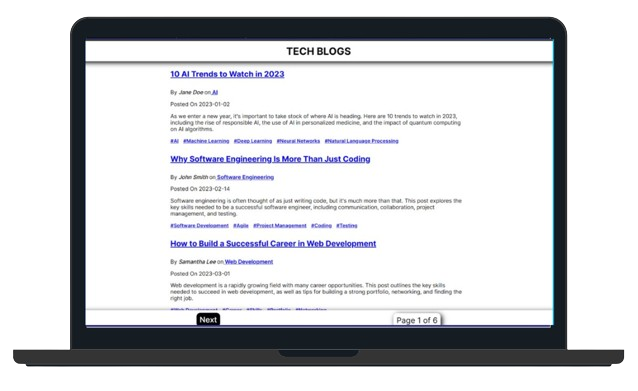 TECH BLOGS
10 AI Trends to Watch in 2023
By Jane Doe on AI
Posted On 2023-01-02
As we enter a new year, it's important to take stock of where AI is heading. Here are 10 trends to watch in 2023,
including the rise of responsible AI, the use of AI in personalized medicine, and the impact of quantum computing
on AI algorithms.
#AI #Machine Learning #Deep Learning #Neural Networks #Natural Language Processing
Why Software Engineering Is More Than Just Coding
By John Smith on Software Engineering
Posted On 2023-02-14
Software engineering is often thought of as just writing code, but it's much more than that. This post explores the
key skills needed to be a successful software engineer, including communication, collaboration, project
management, and testing.
#Software Development #Agile #Project Management #Coding #Testing
How to Build a Successful Career in Web Development
By Samantha Lee on Web Development
Posted On 2023-03-01
Web development is a rapidly growing field with many career opportunities. This post outlines the key skills
needed to succeed in web development, as well as tips for building a strong portfolio, networking, and finding the
right job.
Next Page 1 of 6